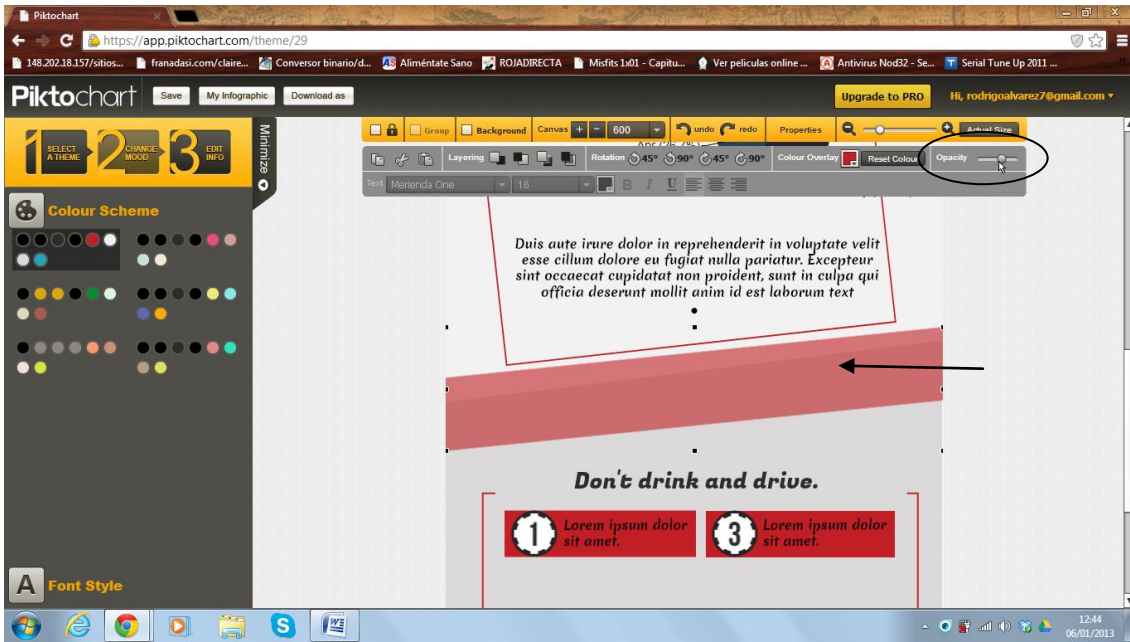 Piktochart
https://app.piktochart.com/theme/29
148.202.18.157/sitios... franadasi.com/claire... Conversor binario/d... Aliméntate Sano ROJADIRECTA Misfits 1x01 - Capitu... Ver peliculas online ... Antivirus Nod32 - Se... Serial Tune Up 2011 ...
Piktochart Save My Infographic Download as Upgrade to PRO Hi, rodrigoalvarez7@gmail.com
1 SELECT A THEME 2 CHANGE MOOD 3 EDIT INFO
Minimize
Group Background Canvas + - 600 undo redo Properties Actual Size
Layering Rotation 45° 90° 45° 90° Colour Overlay Reset Colour Opacity
Text Merienda One 16 B I U
Colour Scheme
Duis aute irure dolor in reprehenderit in voluptate velit
esse cillum dolore eu fugiat nulla pariatur. Excepteur
sint occaecat cupidatat non proident, sunt in culpa qui
officia deserunt mollit anim id est laborum text
Don't drink and drive.
1 Lorem ipsum dolor
sit amet.
3 Lorem ipsum dolor
sit amet.
A Font Style
12:44
06/01/2013